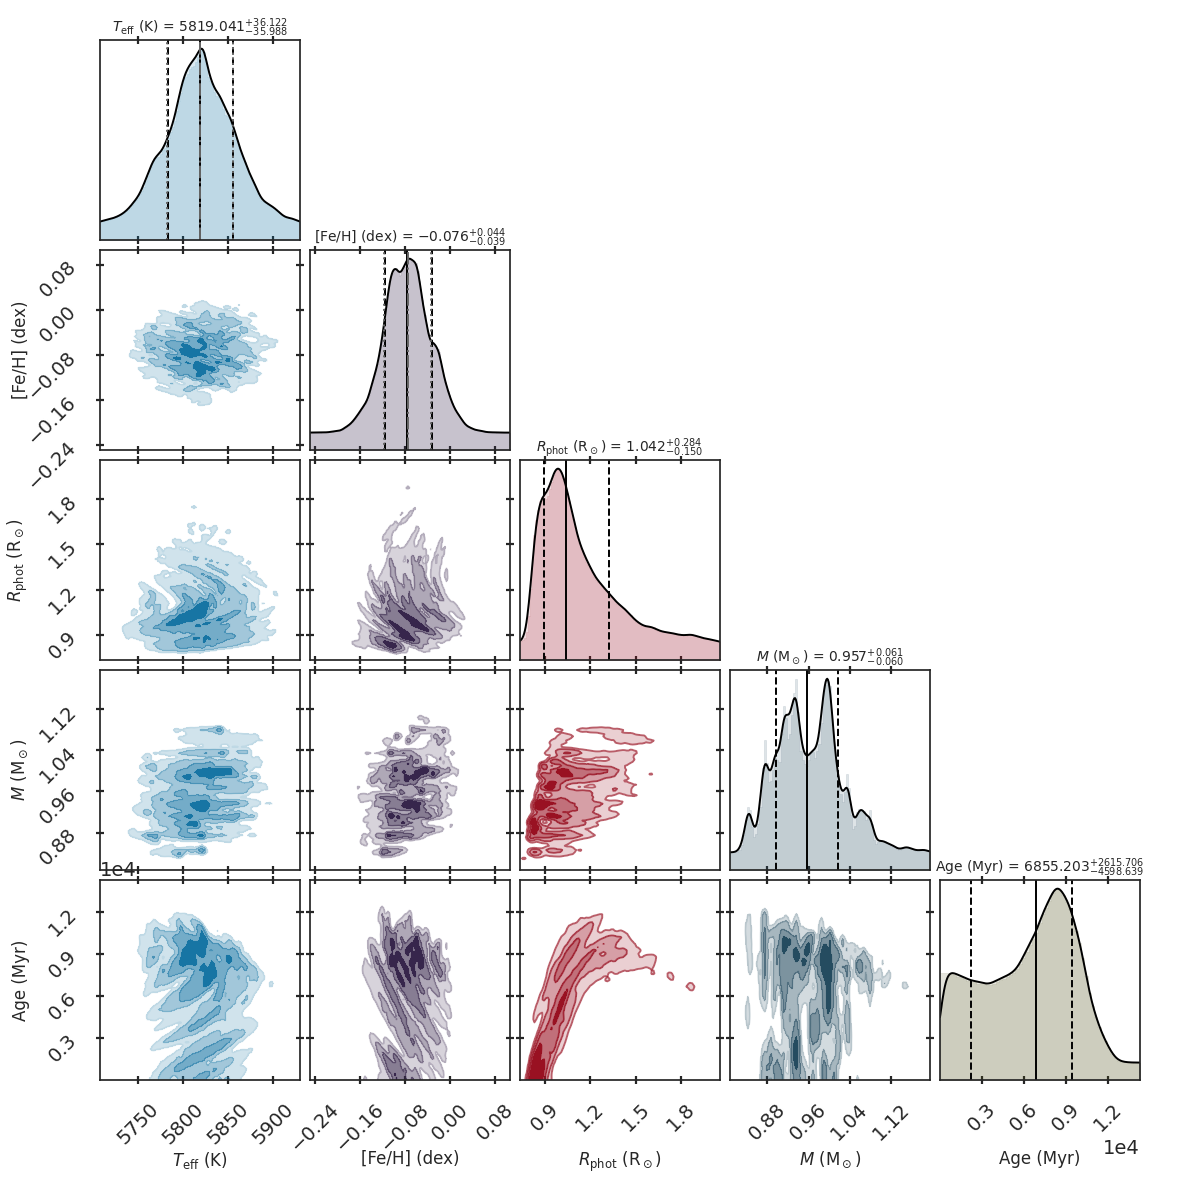 T_eff (K) = 5819.041 +36.122 −35.988
[Fe/H] (dex) = −0.076 +0.044 −0.039
[Fe/H] (dex)
0.08
0.00
−0.08
−0.16
−0.24
R_phot (R⊙) = 1.042 +0.284 −0.150
R_phot (R⊙)
1.8
1.5
1.2
0.9
M (M⊙) = 0.957 +0.061 −0.060
M (M⊙)
1.12
1.04
0.96
0.88
1e4
Age (Myr) = 6855.203 +2615.706 −4598.639
Age (Myr)
1.2
0.9
0.6
0.3
5750 5800 5850 5900
−0.24 −0.16 −0.08 0.00 0.08
0.9 1.2 1.5 1.8
0.88 0.96 1.04 1.12
0.3 0.6 0.9 1.2
1e4
T_eff (K)
[Fe/H] (dex)
R_phot (R⊙)
M (M⊙)
Age (Myr)